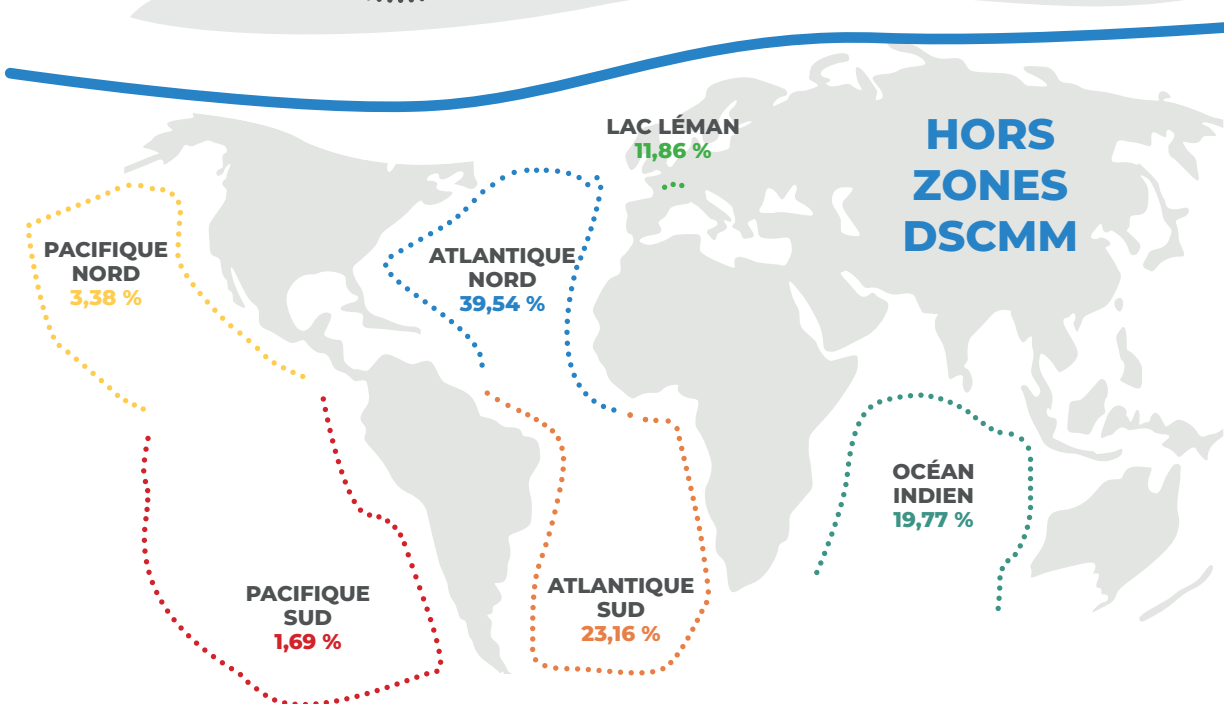 LAC LÉMAN
11,86 %
HORS
ZONES
DSCMM
PACIFIQUE
NORD
3,38 %
ATLANTIQUE
NORD
39,54 %
OCÉAN
INDIEN
19,77 %
PACIFIQUE
SUD
1,69 %
ATLANTIQUE
SUD
23,16 %